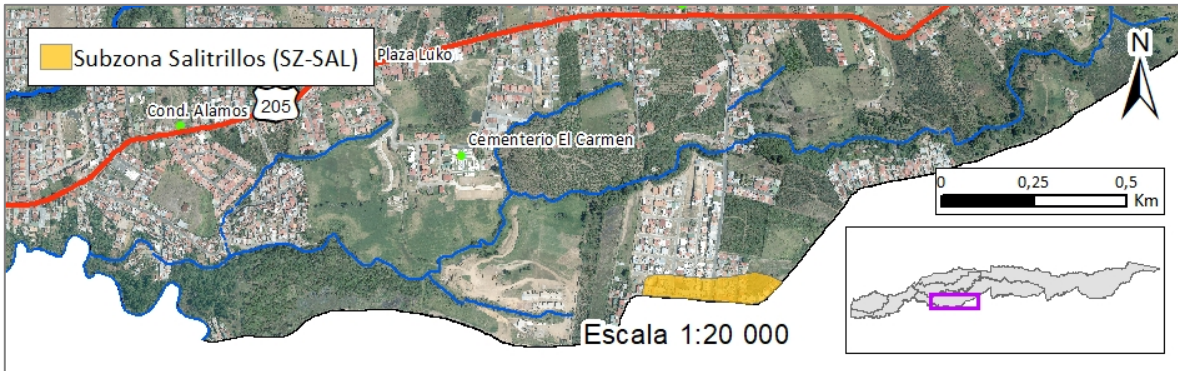 Subzona Salitrillos (SZ-SAL)
Plaza Luko
N
205
Cond. Alamos
Cementerio El Carmen
0 0,25 0,5
Km
Escala 1:20 000